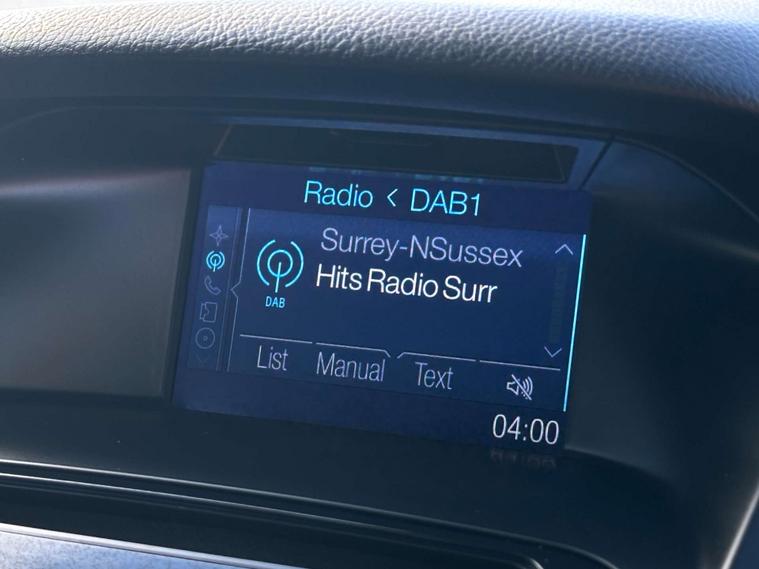 Radio < DAB1
Surrey-NSussex
Hits Radio Surr
DAB
List Manual Text
04:00